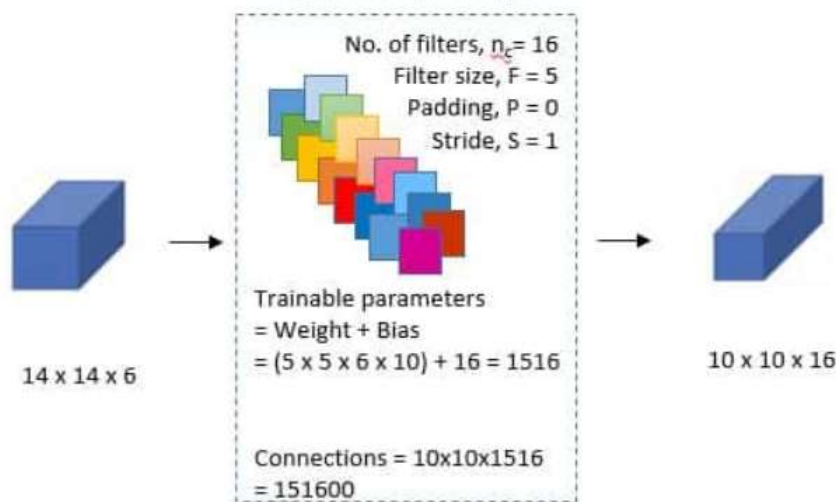 No. of filters, nc= 16
Filter size, F = 5
Padding, P = 0
Stride, S = 1
Trainable parameters
= Weight + Bias
= (5 x 5 x 6 x 10) + 16 = 1516
14 x 14 x 6
10 x 10 x 16
Connections = 10x10x1516
= 151600